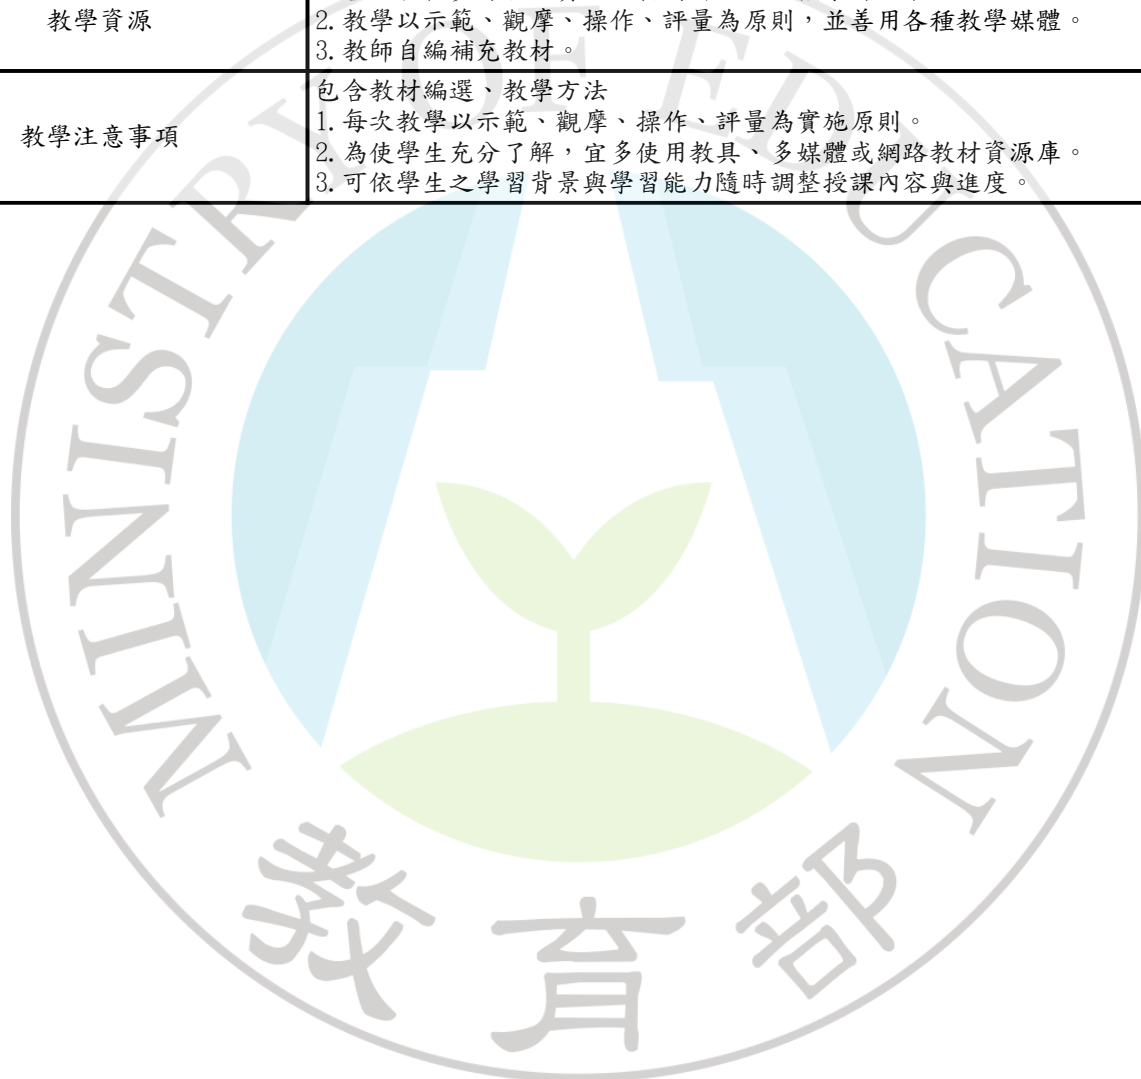 教學資源
2.教學以示範、觀摩、操作、評量為原則，並善用各種教學媒體。
3.教師自編補充教材。
教學注意事項
包含教材編選、教學方法
1.每次教學以示範、觀摩、操作、評量為實施原則。
2.為使學生充分了解，宜多使用教具、多媒體或網路教材資源庫。
3.可依學生之學習背景與學習能力隨時調整授課內容與進度。
MINISTRY OF EDUCATION
教育部